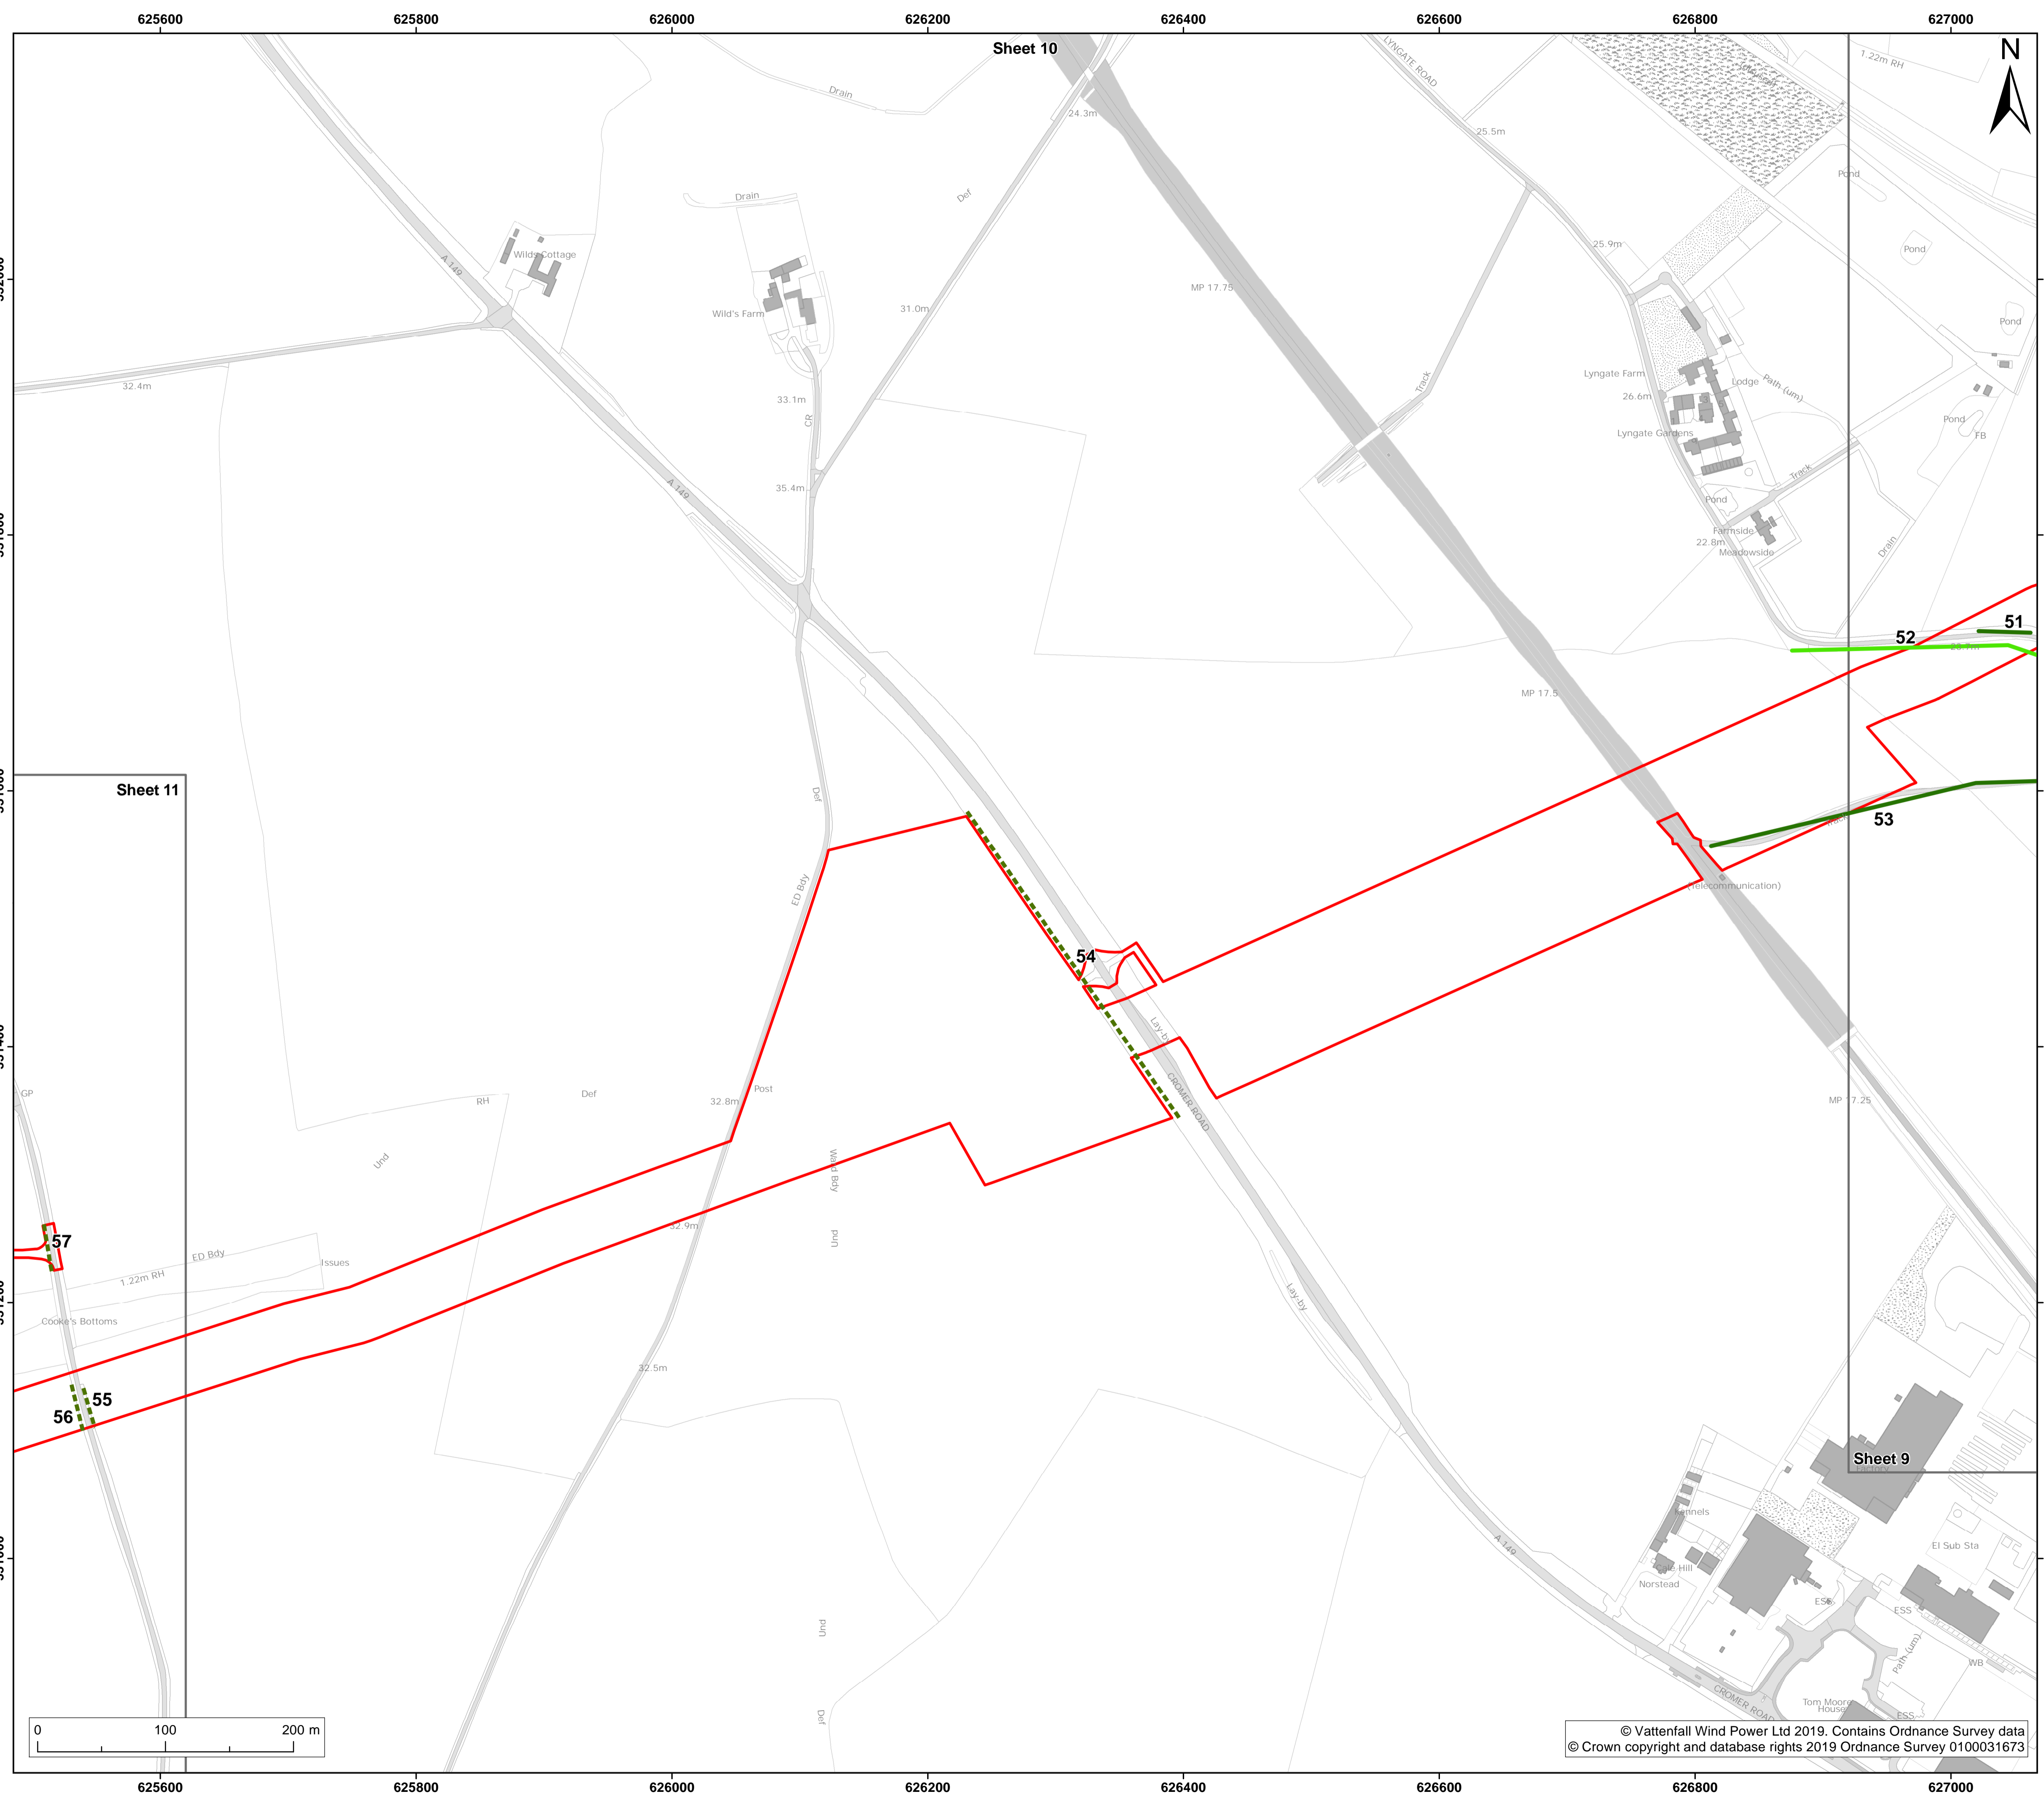 625600 625800 626000 626200 626400 626600 626800 627000
Sheet 10
N
LYNGATE ROAD
1.22m RH
Drain
24.3m
25.5m
Pond
Drain
Def
25.9m
Pond
Wilds Cottage
A 149
MP 17.75
31.0m
Wild's Farm
Pond
32.4m
33.1m
CR
Track
Lyngate Farm
Lodge
Path (um)
26.6m
Lyngate Gardens
Pond
FB
A 149
35.4m
Track
Pond
Farmside
22.8m
Meadowside
Drain
51
52
23.7m
MP 17.5
Sheet 11
Def
53
ED Bdy
(Telecommunication)
54
Lay-by
CROMER ROAD
GP
RH
Def
Post
32.8m
MP 17.25
Und
Ward Bdy
32.9m
Und
57
ED Bdy
1.22m RH
Issues
Cooke's Bottoms
Lay-by
32.5m
55
56
Sheet 9
Factory
Kennels
A 149
El Sub Sta
Cole Hill
Norstead
ESS
ESS
Und
Path (um)
WB
CROMER ROAD
Tom Moore
House
ESS
Def
0 100 200 m
© Vattenfall Wind Power Ltd 2019. Contains Ordnance Survey data
© Crown copyright and database rights 2019 Ordnance Survey 0100031673
625600 625800 626000 626200 626400 626600 626800 627000